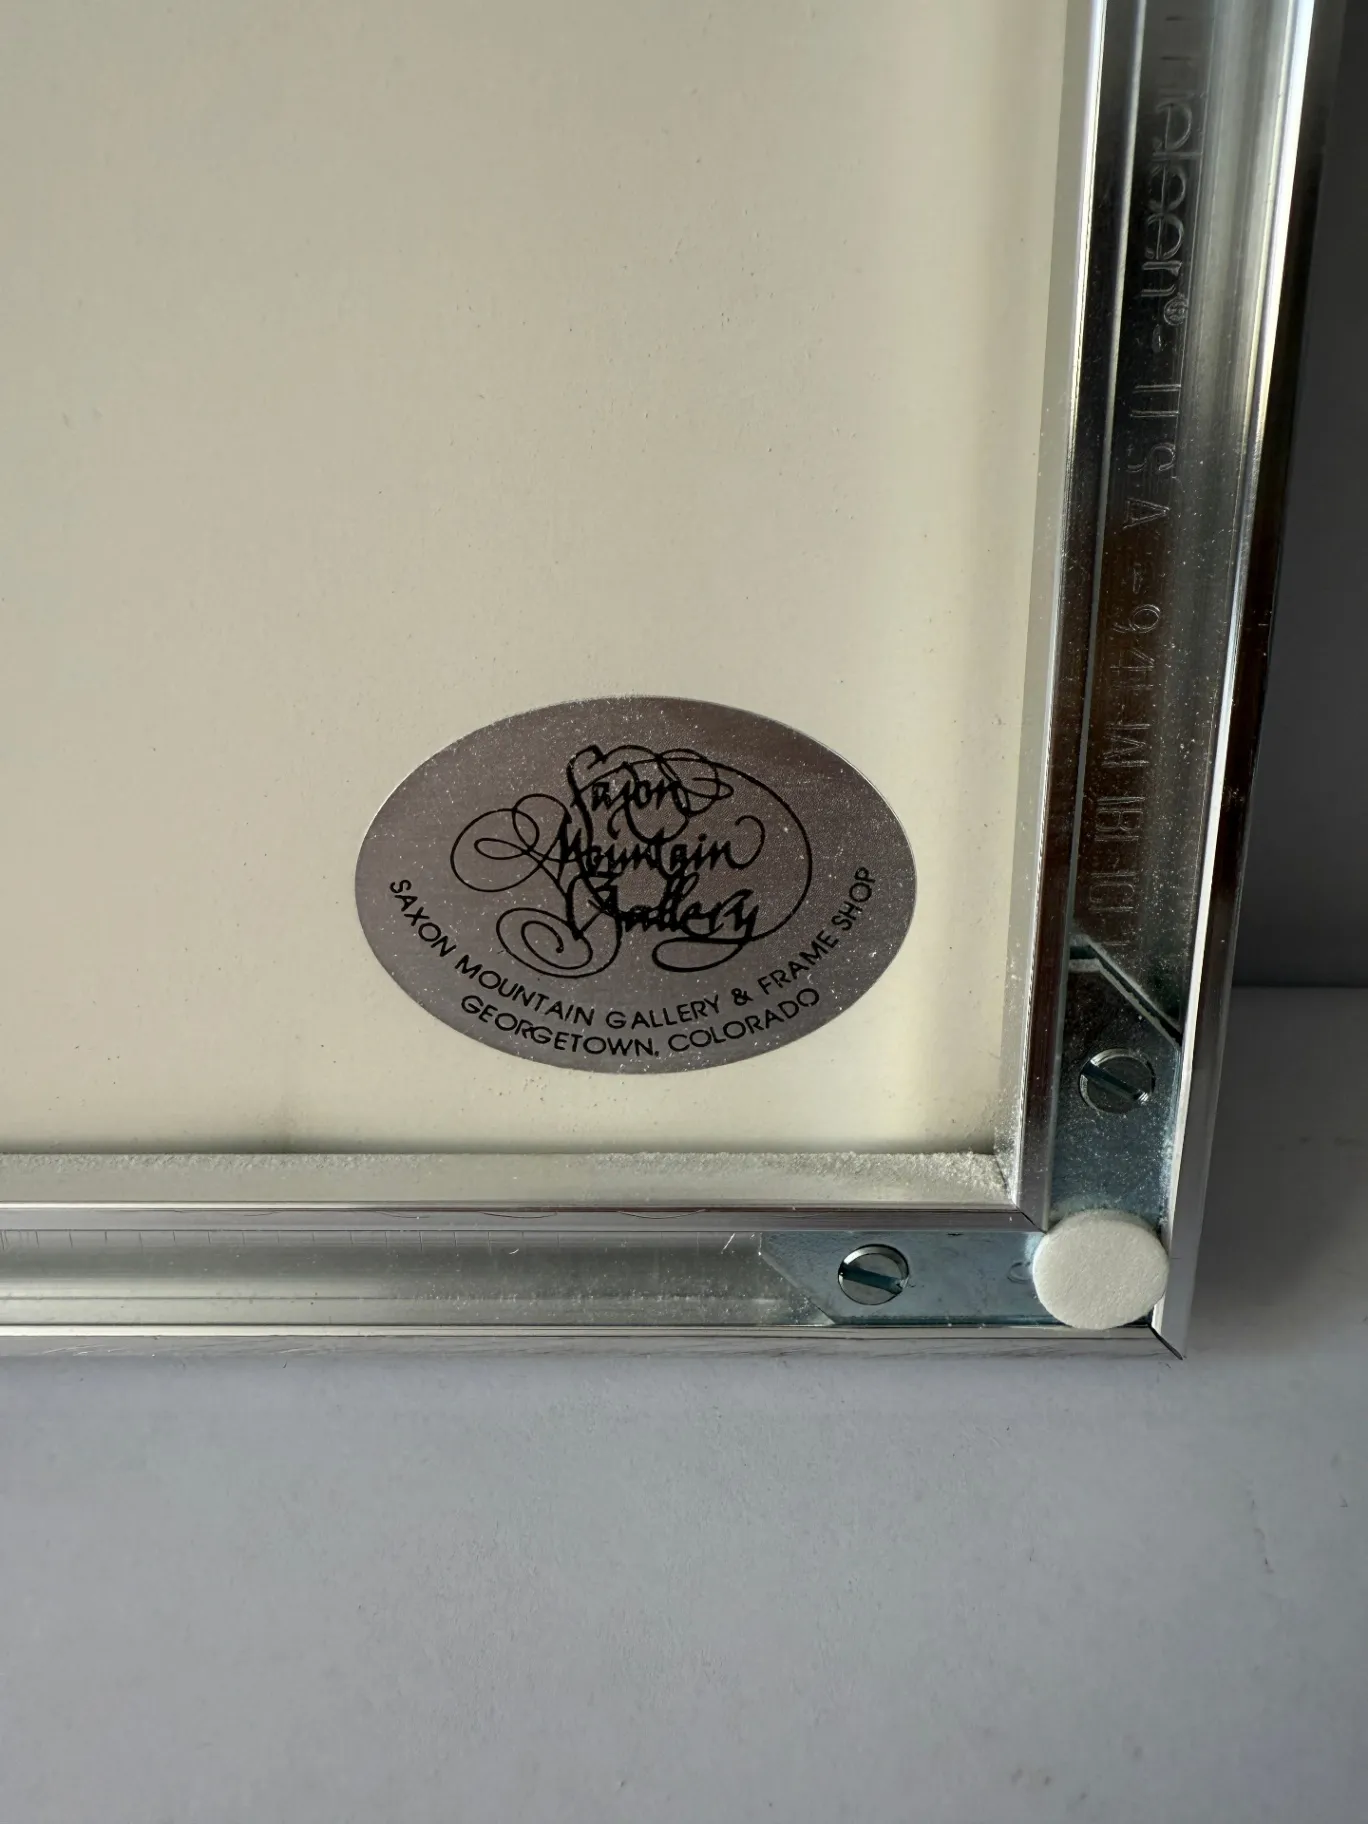 Saxon
Mountain
Gallery
SAXON MOUNTAIN GALLERY & FRAME SHOP
GEORGETOWN, COLORADO
USA